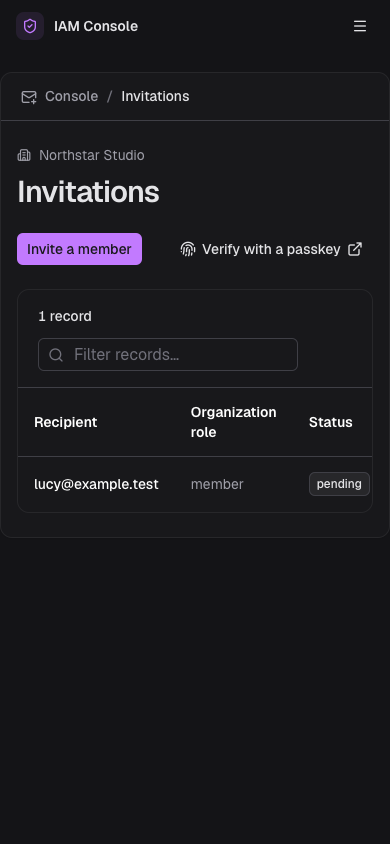 IAM Console
Console / Invitations
Northstar Studio
Invitations
Invite a member
Verify with a passkey
1 record
Filter records...
Recipient
Organization role
Status
lucy@example.test
member
pending